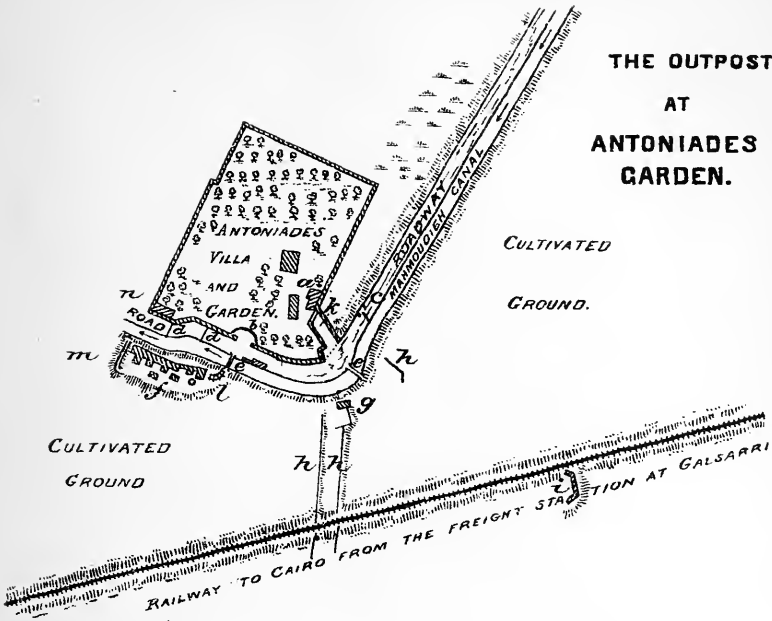 THE OUTPOST
AT
ANTONIADES
GARDEN.
ROADWAY
MAHMOUDIEH CANAL
CULTIVATED
GROUND.
ANTONIADES
VILLA
AND
GARDEN.
a
k
b
n
ROAD
d
d
c
e
h
m
f
l
g
CULTIVATED
GROUND
h
h
i
RAILWAY TO CAIRO FROM THE FREIGHT STATION AT GALSARRI